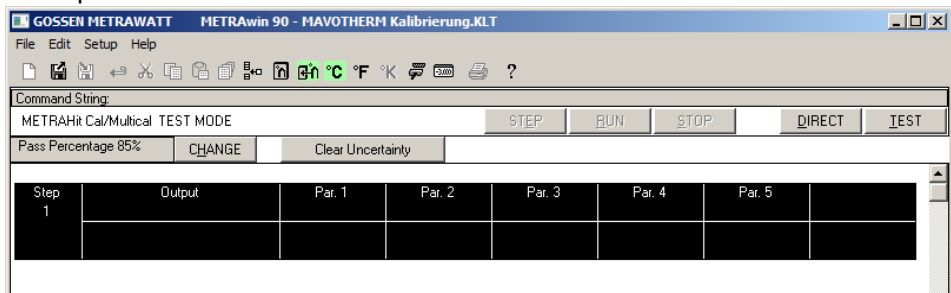 GOSSEN METRAWATT METRAwin 90 - MAVOTHERM Kalibrierung.KLT
File Edit Setup Help
°C °F °K ?
Command String:
METRAHit Cal/Multical TEST MODE STEP RUN STOP DIRECT TEST
Pass Percentage 85% CHANGE Clear Uncertainty
Step Output Par. 1 Par. 2 Par. 3 Par. 4 Par. 5
1